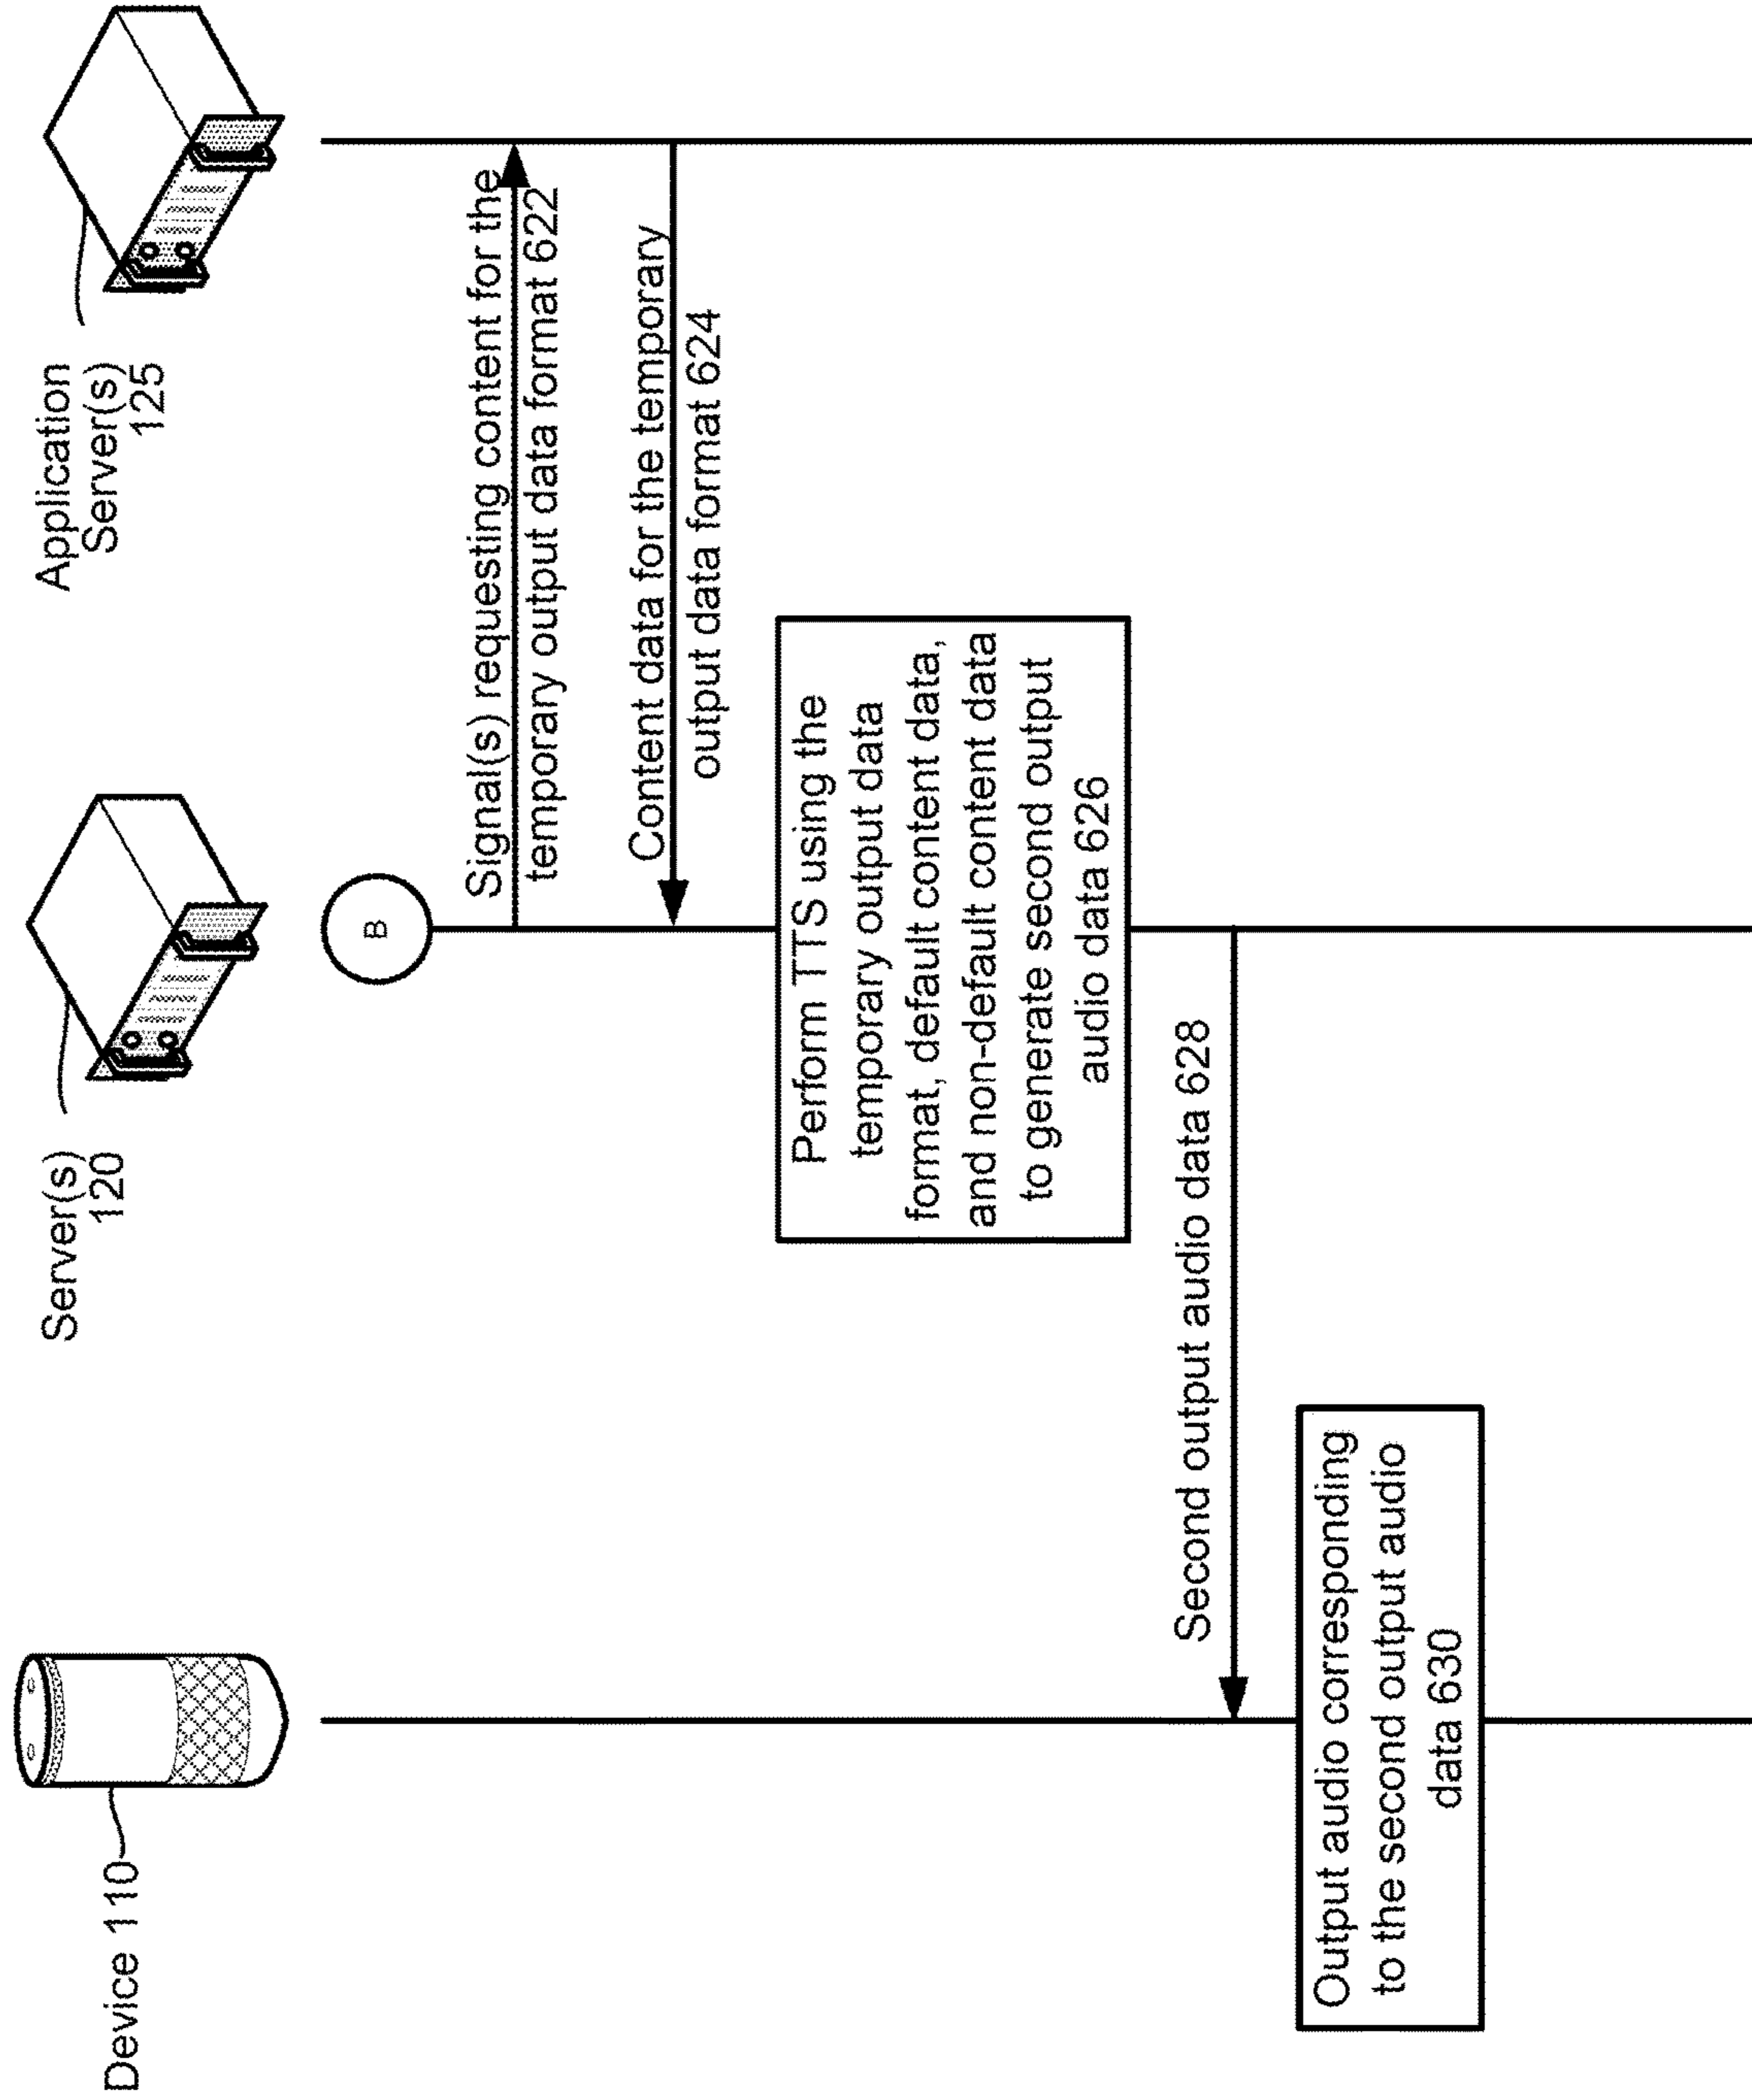 Device 110
Server(s)
120
Application
Server(s)
125
B
Signal(s) requesting content for the
temporary output data format 622
Content data for the temporary
output data format 624
Perform TTS using the
temporary output data
format, default content data,
and non-default content data
to generate second output
audio data 626
Second output audio data 628
Output audio corresponding
to the second output audio
data 630